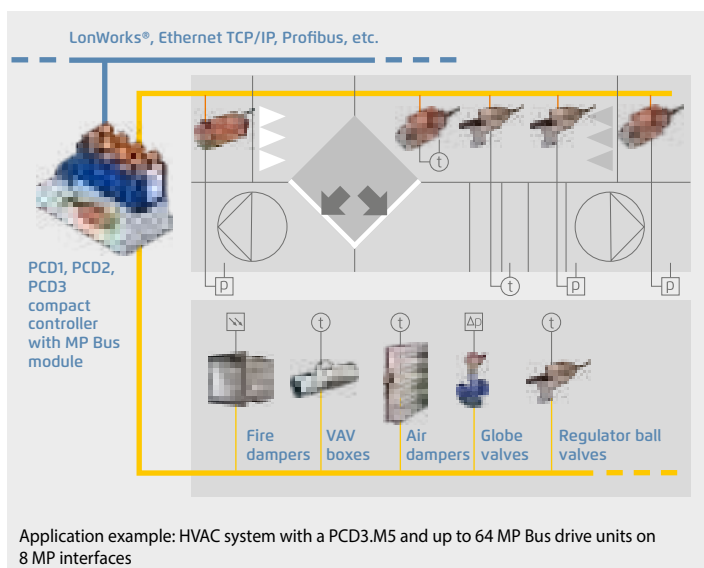 LonWorks®, Ethernet TCP/IP, Profibus, etc.
t
p
t
p
p
PCD1, PCD2,
PCD3
compact
controller
with MP Bus
module
t
t
Δp
t
Fire
dampers
VAV
boxes
Air
dampers
Globe
valves
Regulator ball
valves
Application example: HVAC system with a PCD3.M5 and up to 64 MP Bus drive units on
8 MP interfaces